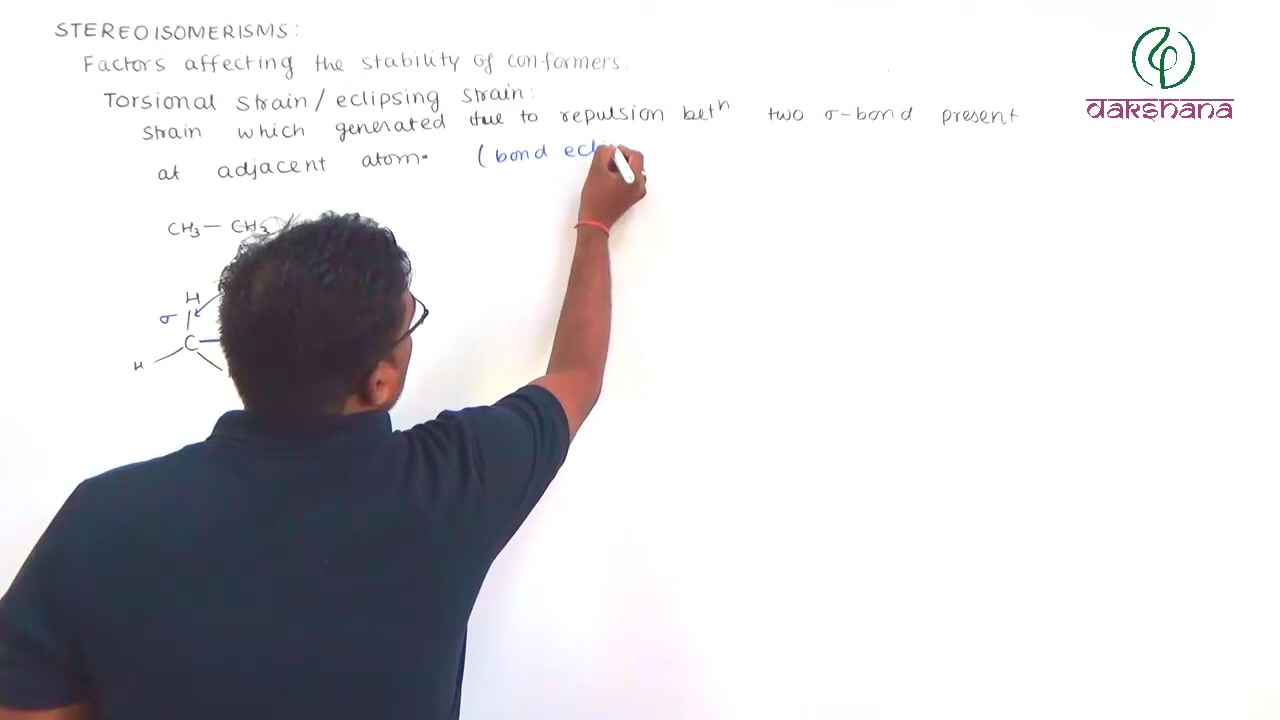 STEREOISOMERISMS:
Factors affecting the stability of conformers.
Torsional strain/eclipsing strain:
strain which generated due to repulsion betⁿ two σ-bond present
at adjacent atom. (bond
CH₃— CH₃
H
σ
C
H
dakshana